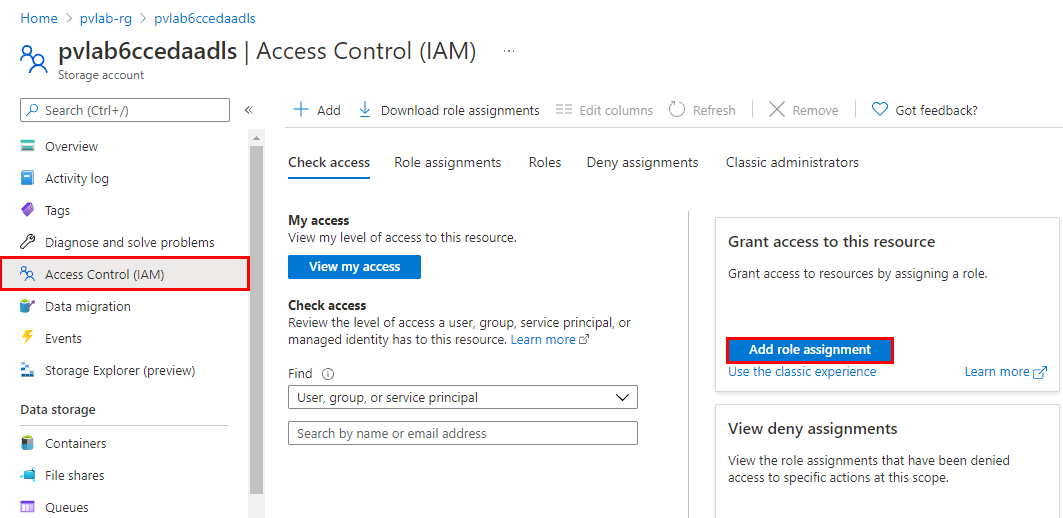 Home > pvlab-rg > pvlab6ccedaadls
pvlab6ccedaadls | Access Control (IAM) ...
Storage account
Search (Ctrl+/) «
Overview
Activity log
Tags
Diagnose and solve problems
Access Control (IAM)
Data migration
Events
Storage Explorer (preview)
Data storage
Containers
File shares
Queues
Add Download role assignments Edit columns Refresh Remove Got feedback?
Check access Role assignments Roles Deny assignments Classic administrators
My access
View my level of access to this resource.
View my access
Check access
Review the level of access a user, group, service principal, or
managed identity has to this resource. Learn more
Find
User, group, or service principal
Search by name or email address
Grant access to this resource
Grant access to resources by assigning a role.
Add role assignment
Use the classic experience Learn more
View deny assignments
View the role assignments that have been denied
access to specific actions at this scope.